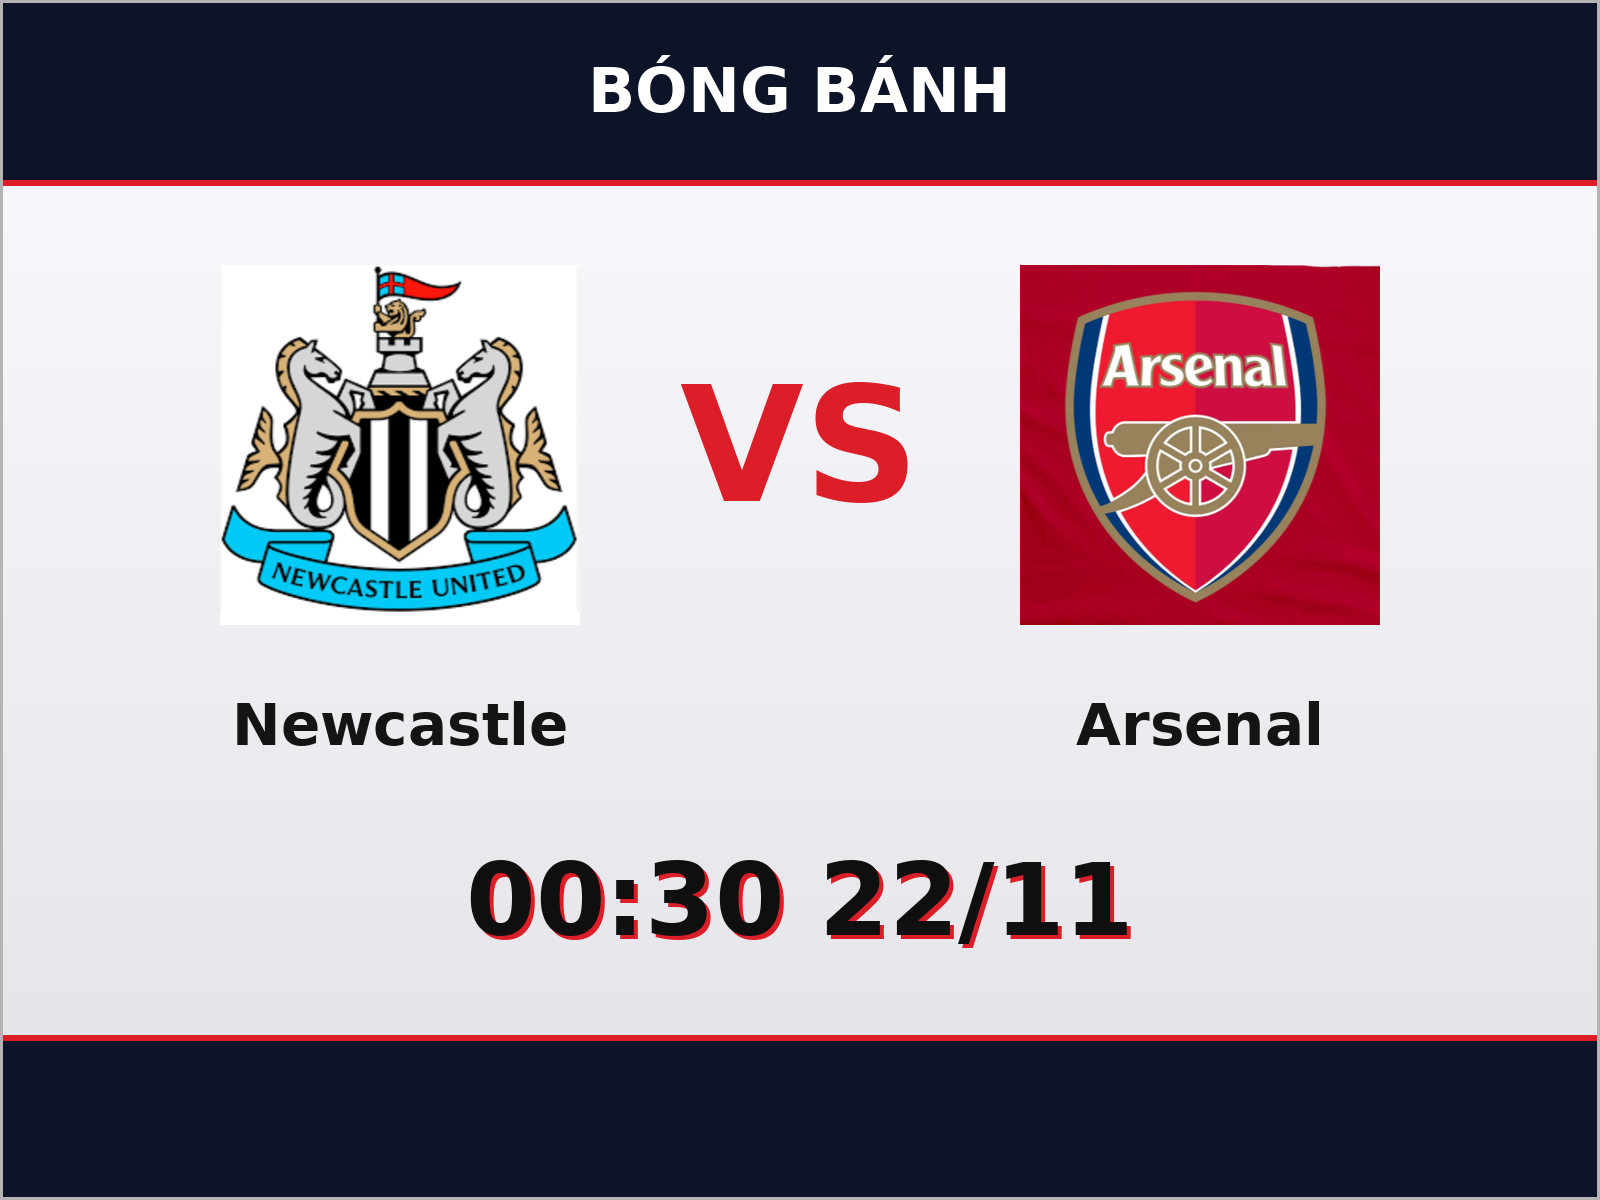 BÓNG BÁNH
VS
NEWCASTLE UNITED
Arsenal
Newcastle
Arsenal
00:30 22/11